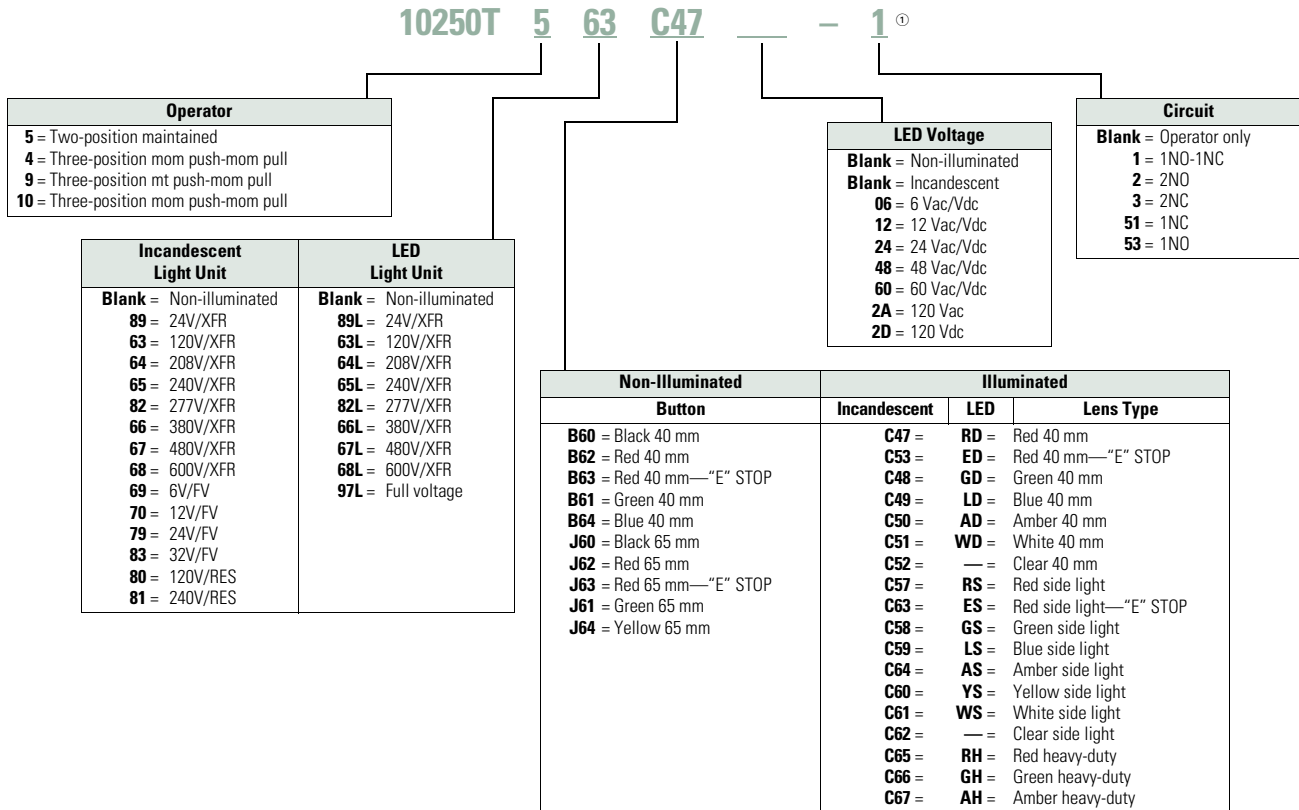 10250T 5 63 C47 ___ – 1 ①
Operator
5 = Two-position maintained
4 = Three-position mom push-mom pull
9 = Three-position mt push-mom pull
10 = Three-position mom push-mom pull
Incandescent
Light Unit
Blank = Non-illuminated
89 = 24V/XFR
63 = 120V/XFR
64 = 208V/XFR
65 = 240V/XFR
82 = 277V/XFR
66 = 380V/XFR
67 = 480V/XFR
68 = 600V/XFR
69 = 6V/FV
70 = 12V/FV
79 = 24V/FV
83 = 32V/FV
80 = 120V/RES
81 = 240V/RES
LED
Light Unit
Blank = Non-illuminated
89L = 24V/XFR
63L = 120V/XFR
64L = 208V/XFR
65L = 240V/XFR
82L = 277V/XFR
66L = 380V/XFR
67L = 480V/XFR
68L = 600V/XFR
97L = Full voltage
LED Voltage
Blank = Non-illuminated
Blank = Incandescent
06 = 6 Vac/Vdc
12 = 12 Vac/Vdc
24 = 24 Vac/Vdc
48 = 48 Vac/Vdc
60 = 60 Vac/Vdc
2A = 120 Vac
2D = 120 Vdc
Circuit
Blank = Operator only
1 = 1NO-1NC
2 = 2NO
3 = 2NC
51 = 1NC
53 = 1NO
Non-Illuminated
Button
B60 = Black 40 mm
B62 = Red 40 mm
B63 = Red 40 mm—“E” STOP
B61 = Green 40 mm
B64 = Blue 40 mm
J60 = Black 65 mm
J62 = Red 65 mm
J63 = Red 65 mm—“E” STOP
J61 = Green 65 mm
J64 = Yellow 65 mm
Illuminated
Incandescent LED Lens Type
C47 = RD = Red 40 mm
C53 = ED = Red 40 mm—“E” STOP
C48 = GD = Green 40 mm
C49 = LD = Blue 40 mm
C50 = AD = Amber 40 mm
C51 = WD = White 40 mm
C52 = — = Clear 40 mm
C57 = RS = Red side light
C63 = ES = Red side light—“E” STOP
C58 = GS = Green side light
C59 = LS = Blue side light
C64 = AS = Amber side light
C60 = YS = Yellow side light
C61 = WS = White side light
C62 = — = Clear side light
C65 = RH = Red heavy-duty
C66 = GH = Green heavy-duty
C67 = AH = Amber heavy-duty